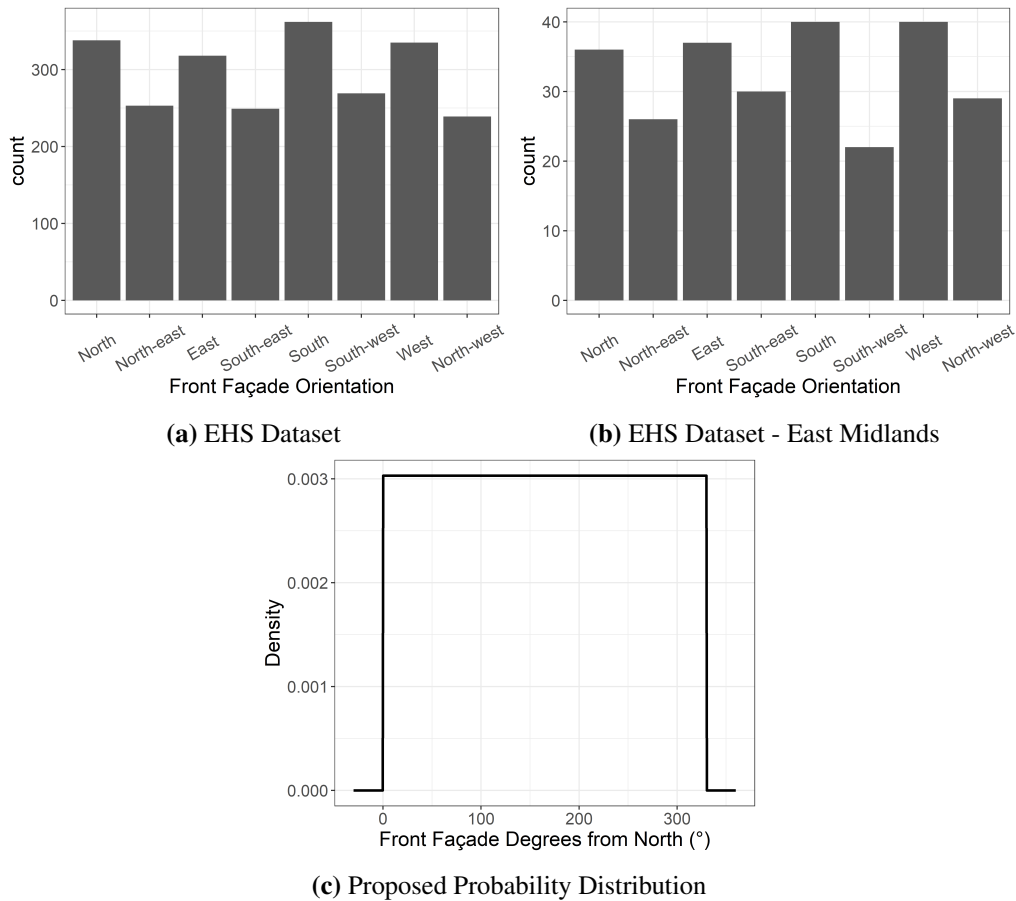 count
300
200
100
0
North
North-east
East
South-east
South
South-west
West
North-west
Front Façade Orientation
(a) EHS Dataset
count
40
30
20
10
0
North
North-east
East
South-east
South
South-west
West
North-west
Front Façade Orientation
(b) EHS Dataset - East Midlands
Density
0.003
0.002
0.001
0.000
0 100 200 300
Front Façade Degrees from North (°)
(c) Proposed Probability Distribution